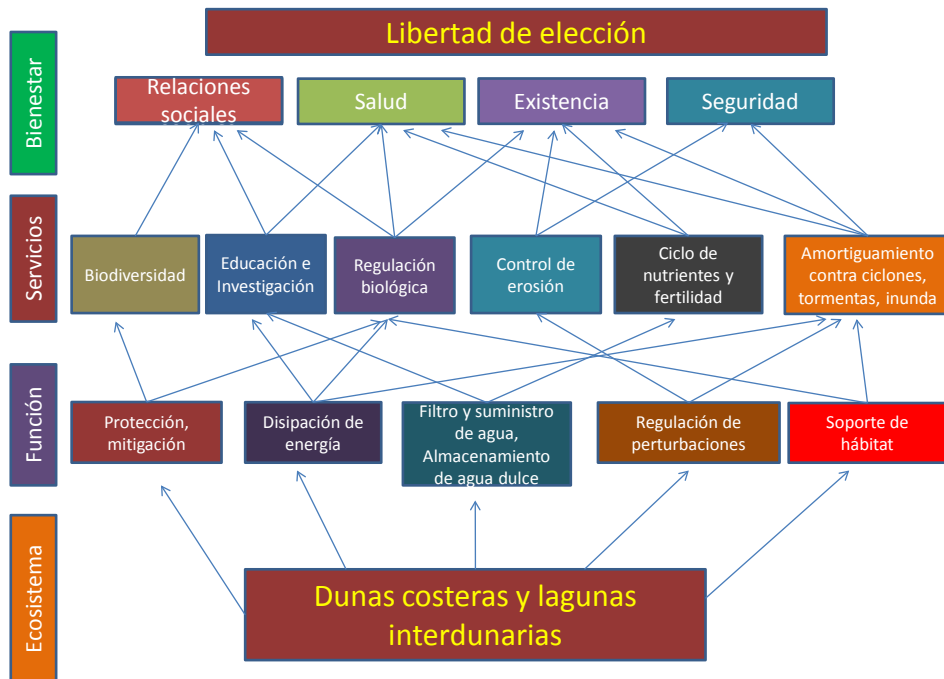 Libertad de elección
Bienestar
Relaciones
sociales
Salud
Existencia
Seguridad
Servicios
Biodiversidad
Educación e
Investigación
Regulación
biológica
Control de
erosión
Ciclo de
nutrientes y
fertilidad
Amortiguamiento
contra ciclones,
tormentas, inunda
Función
Protección,
mitigación
Disipación de
energía
Filtro y suministro
de agua,
Almacenamiento
de agua dulce
Regulación de
perturbaciones
Soporte de
hábitat
Ecosistema
Dunas costeras y lagunas
interdunarias